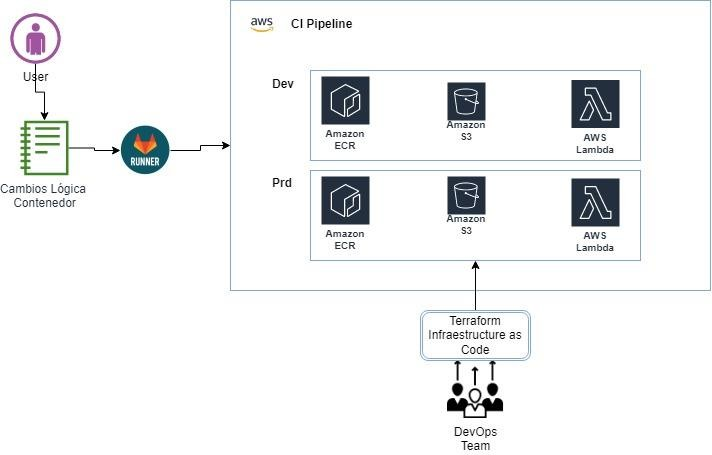 aws
CI Pipeline
User
Dev
Amazon
ECR
Amazon
S3
AWS
Lambda
RUNNER
Cambios Lógica
Contenedor
Prd
Amazon
ECR
Amazon
S3
AWS
Lambda
Terraform
Infraestructure as
Code
DevOps
Team